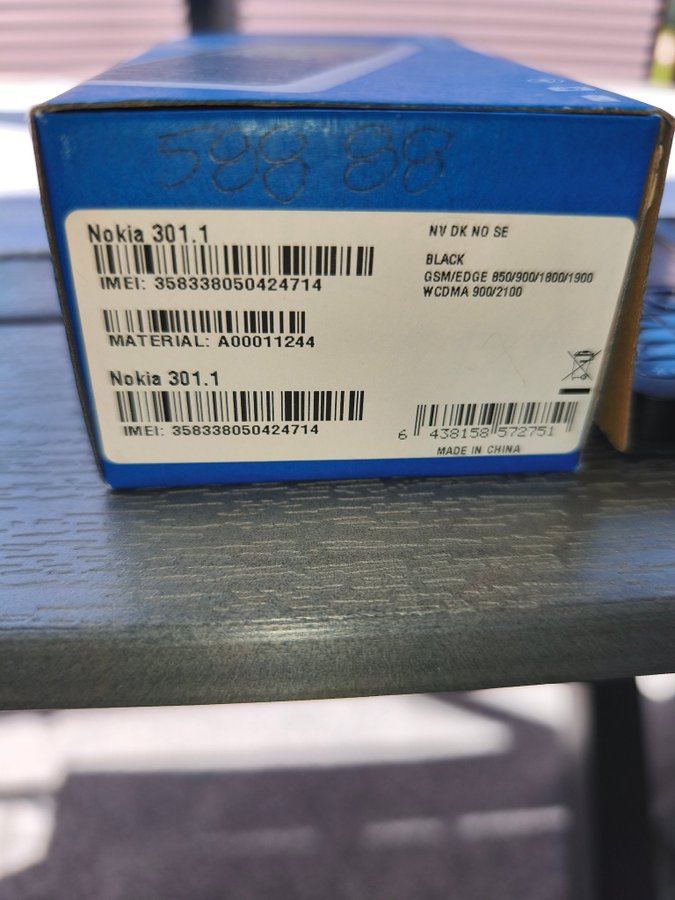 588 88
Nokia 301.1
IMEI: 358338050424714
MATERIAL: A00011244
Nokia 301.1
IMEI: 358338050424714
NV DK NO SE
BLACK
GSM/EDGE 850/900/1800/1900
WCDMA 900/2100
6 438158 572751
MADE IN CHINA